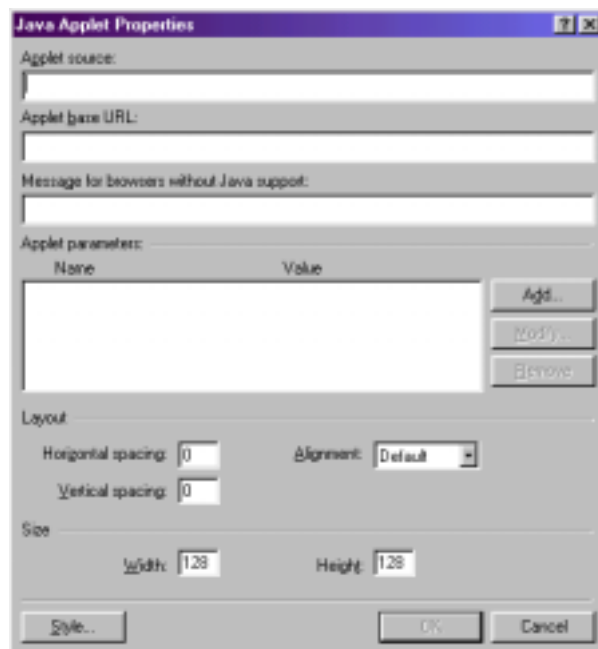 Java Applet Properties ? ×
Applet source:
Applet base URL:
Message for browsers without Java support:
Applet parameters:
Name Value
Add...
Modify...
Remove
Layout
Horizontal spacing: 0 Alignment: Default
Vertical spacing: 0
Size
Width: 128 Height: 128
Style... OK Cancel